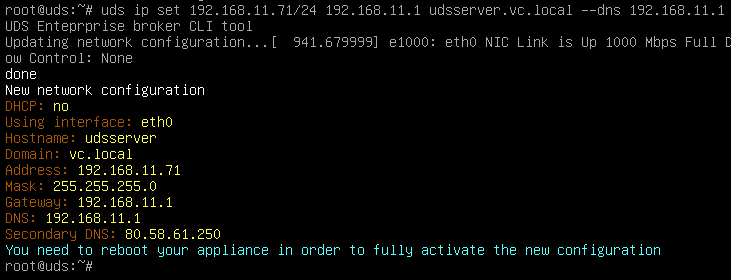 root@uds:~# uds ip set 192.168.11.71/24 192.168.11.1 udsserver.vc.local --dns 192.168.11.1
UDS Enteprprise broker CLI tool
Updating network configuration...[  941.679999] e1000: eth0 NIC Link is Up 1000 Mbps Full D
ow Control: None
done
New network configuration
DHCP: no
Using interface: eth0
Hostname: udsserver
Domain: vc.local
Address: 192.168.11.71
Mask: 255.255.255.0
Gateway: 192.168.11.1
DNS: 192.168.11.1
Secondary DNS: 80.58.61.250
You need to reboot your appliance in order to fully activate the new configuration
root@uds:~#